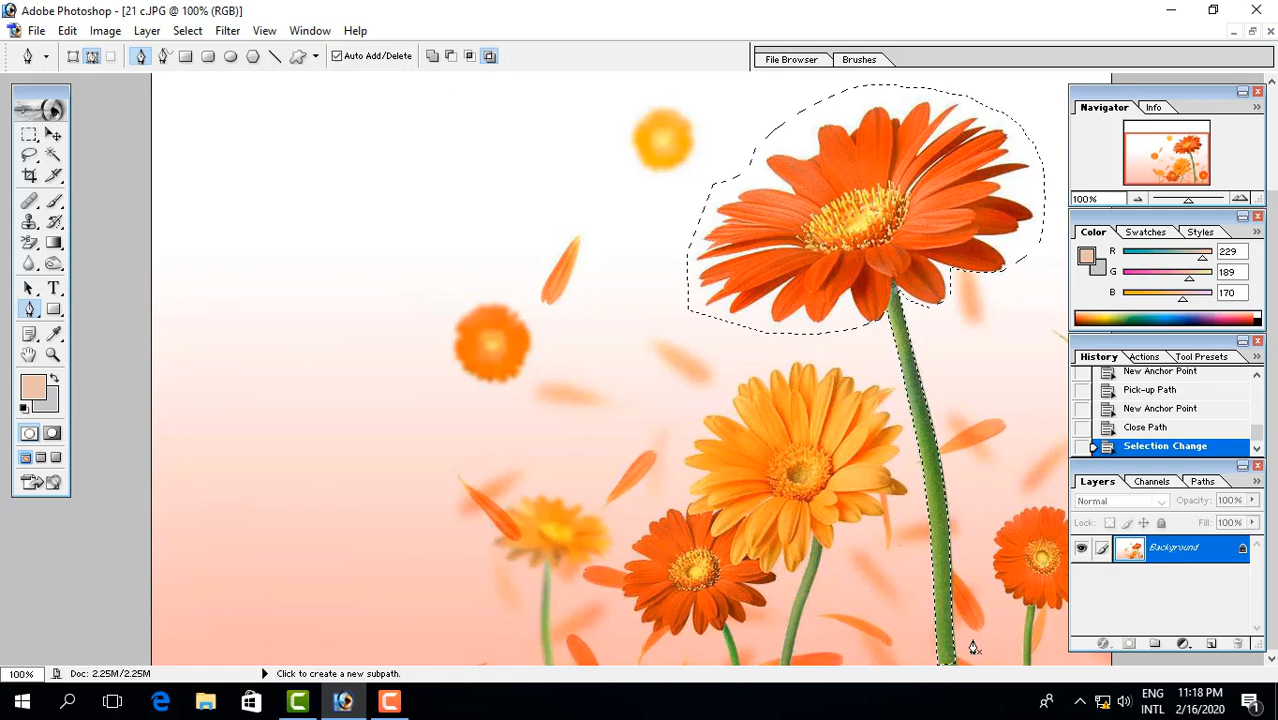 Adobe Photoshop - [21 c.JPG @ 100% (RGB)]
File Edit Image Layer Select Filter View Window Help
Auto Add/Delete
File Browser Brushes
Navigator Info
100%
Color Swatches Styles
R 229
G 189
B 170
History Actions Tool Presets
New Anchor Point
Pick-up Path
New Anchor Point
Close Path
Selection Change
Layers Channels Paths
Normal Opacity: 100%
Lock: Fill: 100%
Background
100% Doc: 2.25M/2.25M Click to create a new subpath.
ENG 11:18 PM
INTL 2/16/2020
1